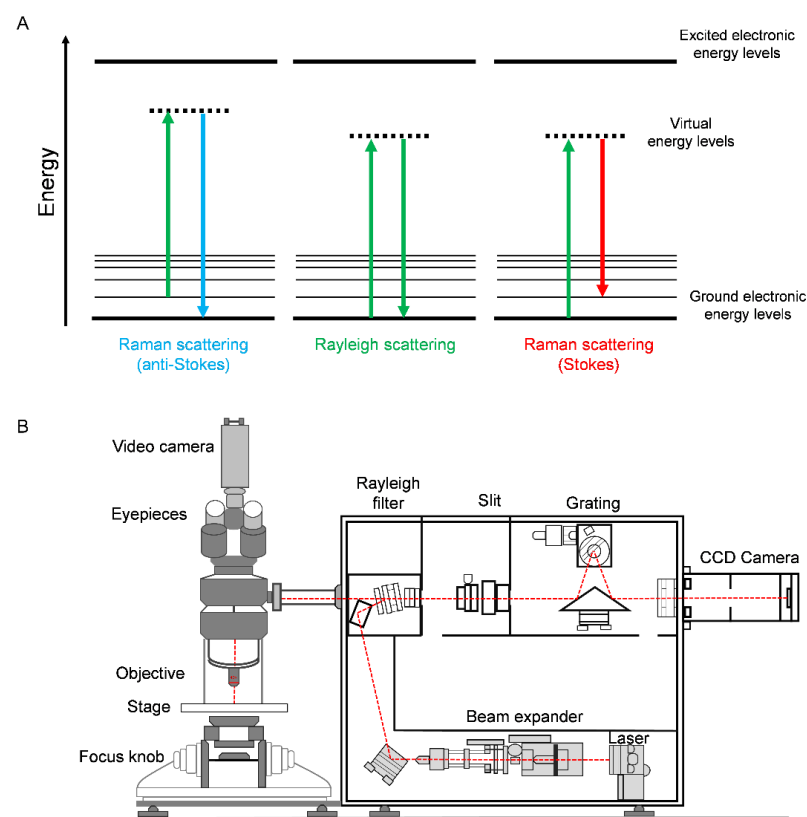 A
Excited electronic
energy levels
Virtual
energy levels
Energy
Ground electronic
energy levels
Raman scattering
(anti-Stokes)
Rayleigh scattering
Raman scattering
(Stokes)
B
Video camera
Eyepieces
Rayleigh
filter
Slit
Grating
CCD Camera
Objective
Stage
Beam expander
Laser
Focus knob